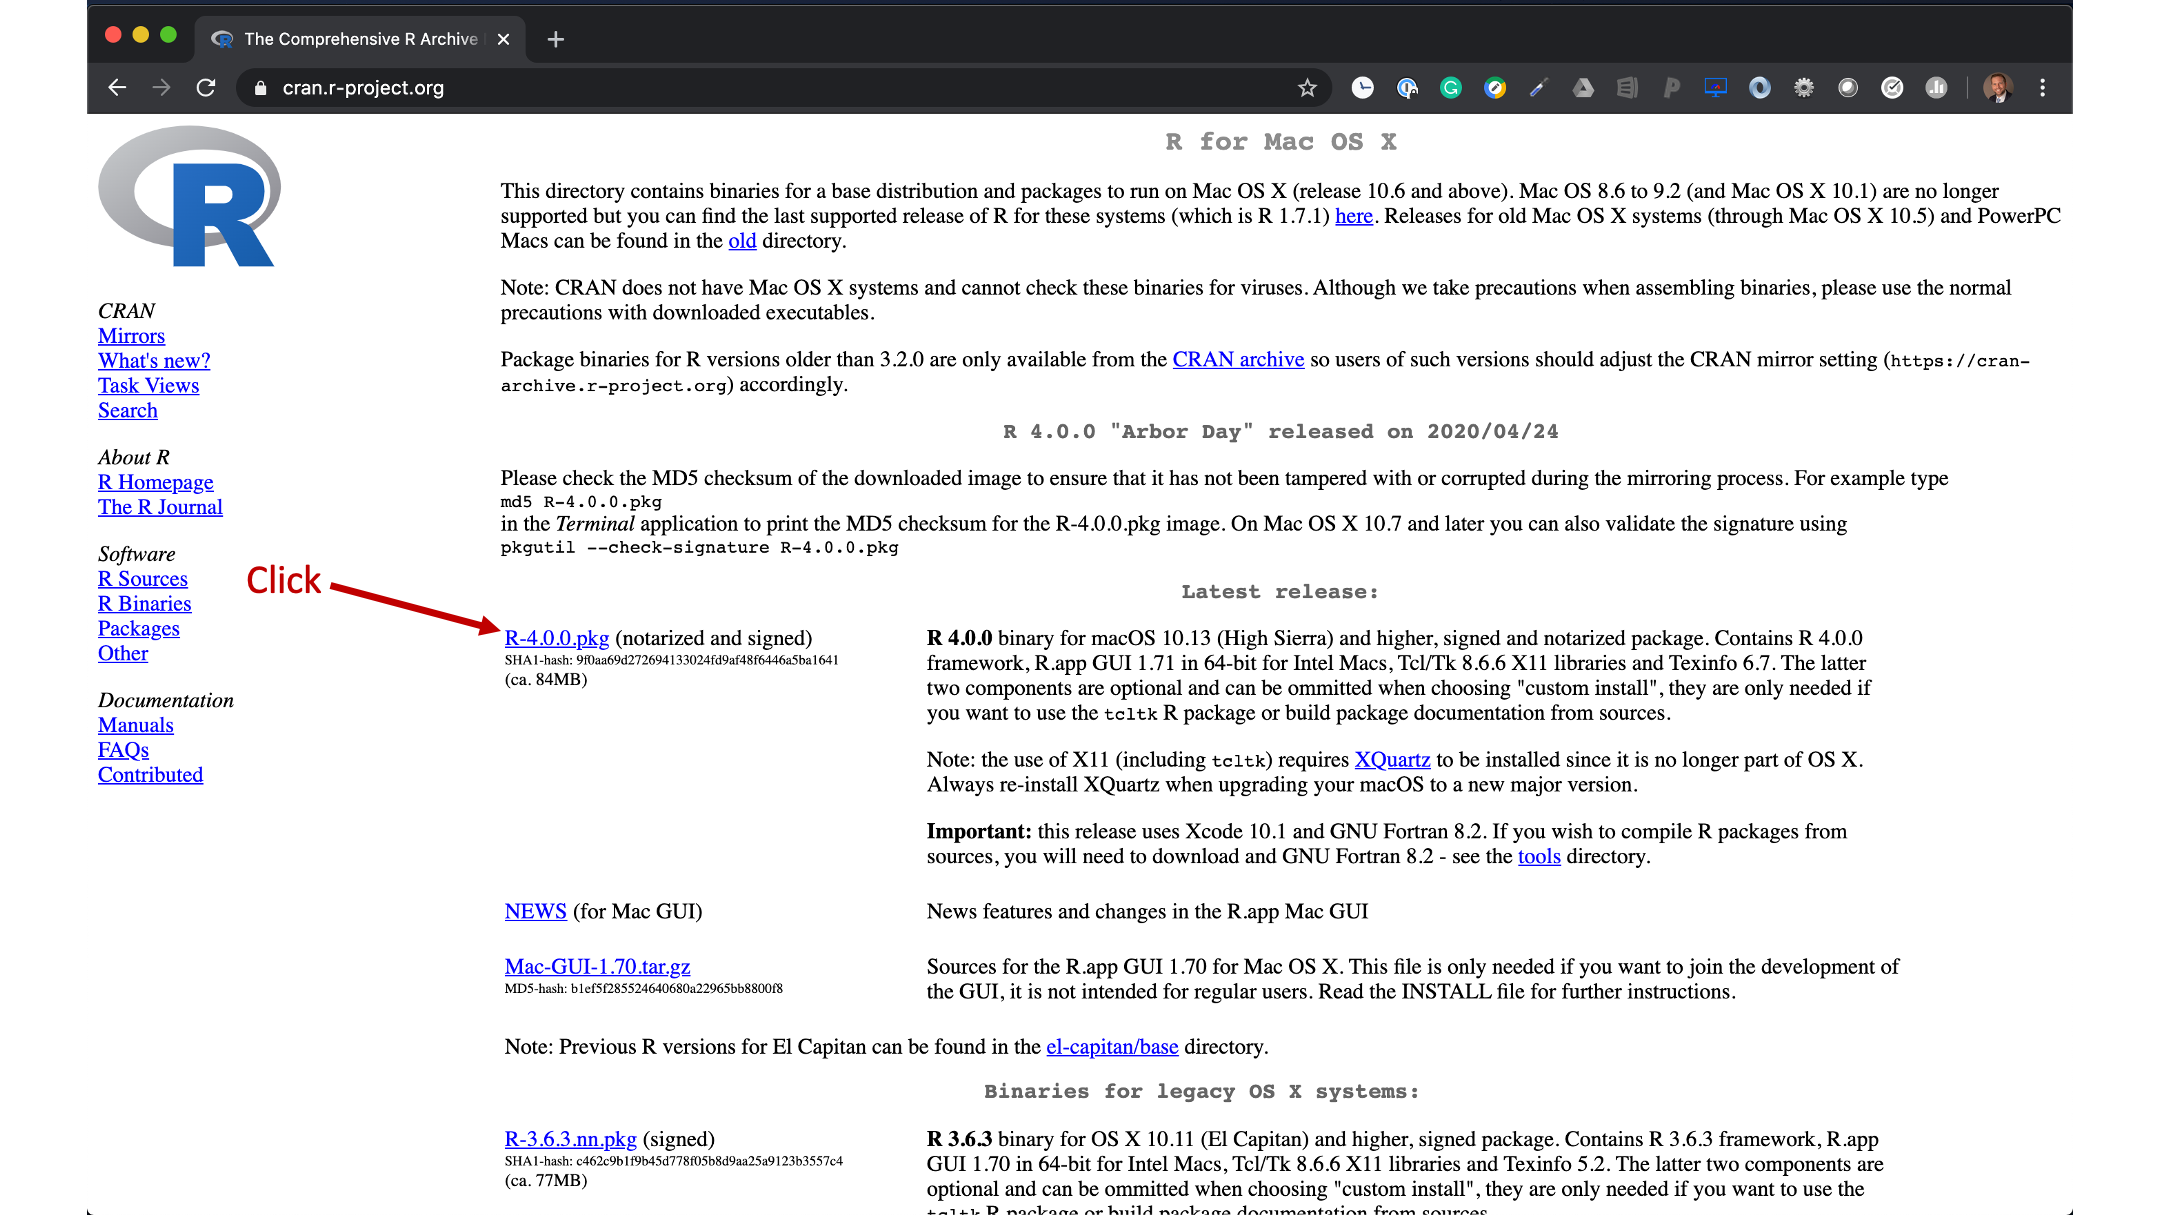 The Comprehensive R Archive
cran.r-project.org
R for Mac OS X
This directory contains binaries for a base distribution and packages to run on Mac OS X (release 10.6 and above). Mac OS 8.6 to 9.2 (and Mac OS X 10.1) are no longer
supported but you can find the last supported release of R for these systems (which is R 1.7.1) here. Releases for old Mac OS X systems (through Mac OS X 10.5) and PowerPC
Macs can be found in the old directory.
Note: CRAN does not have Mac OS X systems and cannot check these binaries for viruses. Although we take precautions when assembling binaries, please use the normal
precautions with downloaded executables.
Package binaries for R versions older than 3.2.0 are only available from the CRAN archive so users of such versions should adjust the CRAN mirror setting (https://cran-
archive.r-project.org) accordingly.
R 4.0.0 "Arbor Day" released on 2020/04/24
Please check the MD5 checksum of the downloaded image to ensure that it has not been tampered with or corrupted during the mirroring process. For example type
md5 R-4.0.0.pkg
in the Terminal application to print the MD5 checksum for the R-4.0.0.pkg image. On Mac OS X 10.7 and later you can also validate the signature using
pkgutil --check-signature R-4.0.0.pkg
Latest release:
R
CRAN
Mirrors
What's new?
Task Views
Search
About R
R Homepage
The R Journal
Software
R Sources
R Binaries
Packages
Other
Documentation
Manuals
FAQs
Contributed
Click
R-4.0.0.pkg (notarized and signed)
SHA1-hash: 9f0aa69d272694133024fd9af48f6446a5ba1641
(ca. 84MB)
R 4.0.0 binary for macOS 10.13 (High Sierra) and higher, signed and notarized package. Contains R 4.0.0
framework, R.app GUI 1.71 in 64-bit for Intel Macs, Tcl/Tk 8.6.6 X11 libraries and Texinfo 6.7. The latter
two components are optional and can be ommitted when choosing "custom install", they are only needed if
you want to use the tcltk R package or build package documentation from sources.
Note: the use of X11 (including tcltk) requires XQuartz to be installed since it is no longer part of OS X.
Always re-install XQuartz when upgrading your macOS to a new major version.
Important: this release uses Xcode 10.1 and GNU Fortran 8.2. If you wish to compile R packages from
sources, you will need to download and GNU Fortran 8.2 - see the tools directory.
NEWS (for Mac GUI)
News features and changes in the R.app Mac GUI
Mac-GUI-1.70.tar.gz
MD5-hash: b1ef5f285524640680a22965bb8800f8
Sources for the R.app GUI 1.70 for Mac OS X. This file is only needed if you want to join the development of
the GUI, it is not intended for regular users. Read the INSTALL file for further instructions.
Note: Previous R versions for El Capitan can be found in the el-capitan/base directory.
Binaries for legacy OS X systems:
R-3.6.3.nn.pkg (signed)
SHA1-hash: c462c9b1f9b45d778f05b8d9aa25a9123b3557c4
(ca. 77MB)
R 3.6.3 binary for OS X 10.11 (El Capitan) and higher, signed package. Contains R 3.6.3 framework, R.app
GUI 1.70 in 64-bit for Intel Macs, Tcl/Tk 8.6.6 X11 libraries and Texinfo 5.2. The latter two components are
optional and can be ommitted when choosing "custom install", they are only needed if you want to use the
tcltk R package or build package documentation from sources.